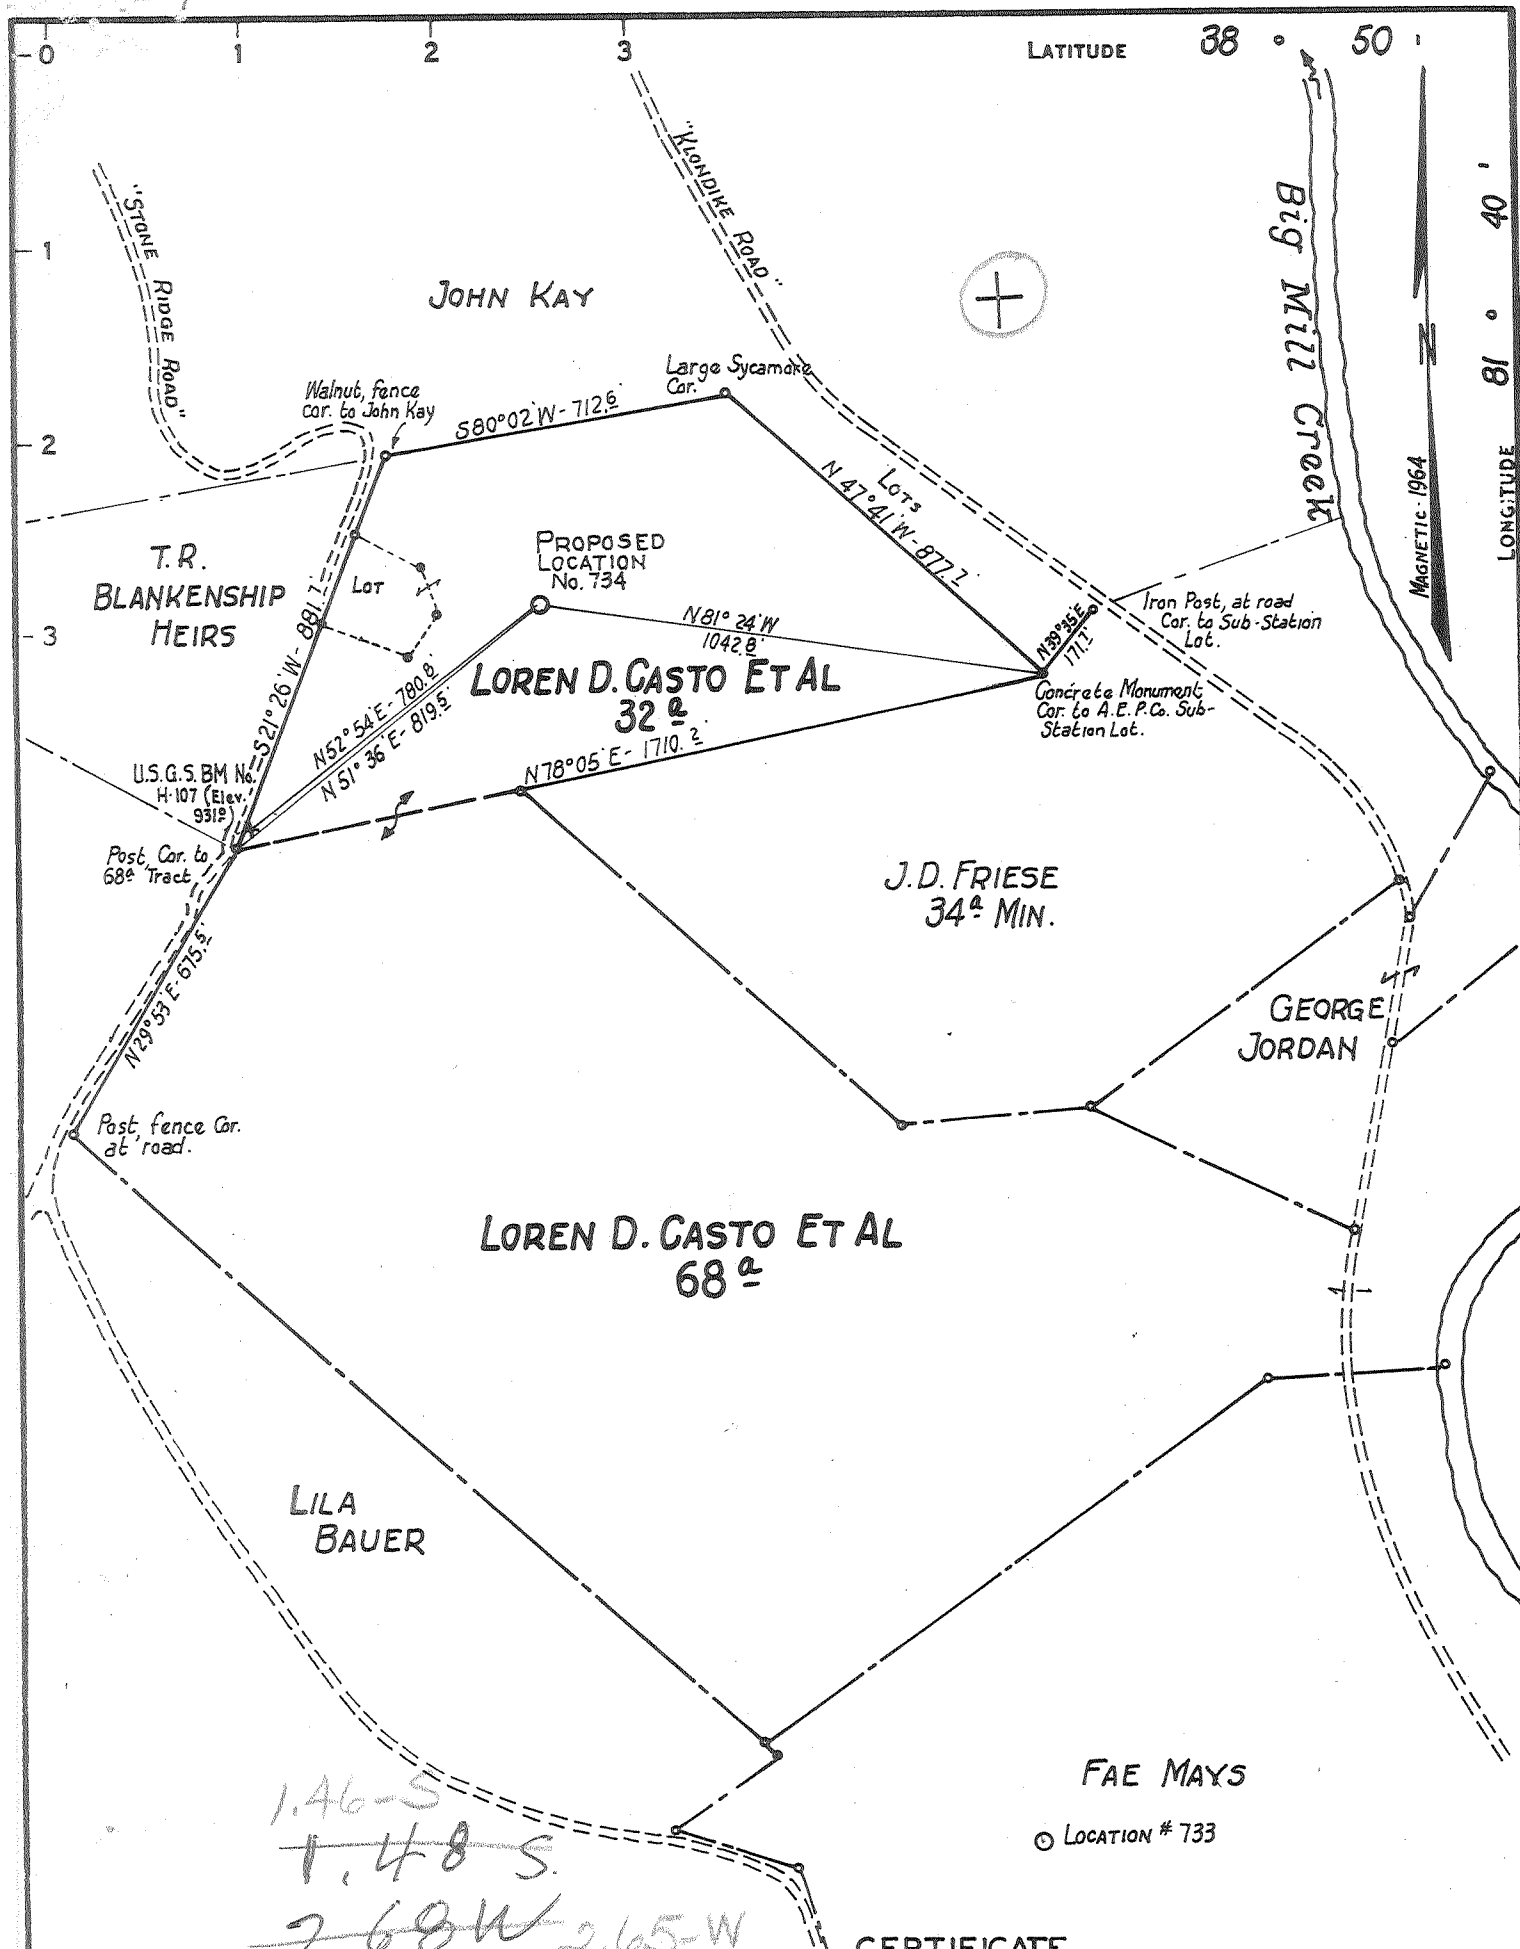 0 1 2 3 LATITUDE 38 ° 50 '
1
2
3
LONGITUDE 81 ° 40 '
MAGNETIC - 1964
N
"STONE RIDGE ROAD"
"KLONDIKE ROAD"
Big Mill Creek
JOHN KAY
+
Large Sycamore
Cor.
Walnut, fence
cor. to John Kay
S80°02'W - 712.6'
LOTS
N 47°41'W - 877.7'
T.R.
BLANKENSHIP
HEIRS
LOT
PROPOSED
LOCATION
No. 734
S21°26'W - 881.7'
N81°24'W
1042.8'
N39°35'E
171.7'
Iron Post, at road
Cor. to Sub-Station
Lot.
LOREN D. CASTO ET AL
32 a
N52°54'E - 780.8'
N 51°36'E - 819.5'
Concrete Monument
Cor. to A.E.P.Co. Sub-
Station Lot.
N78°05'E - 1710.2
U.S.G.S. BM No.
H-107 (Elev.
931.9)
Post, Cor. to
68a Tract
N29°53'E - 675.5'
J.D. FRIESE
34a MIN.
GEORGE
JORDAN
Post, fence Cor.
at road.
LOREN D. CASTO ET AL
68 a
LILA
BAUER
FAE MAYS
LOCATION # 733
1.46-S
1.48 S.
2.68W 2.65-W
CERTIFICATE